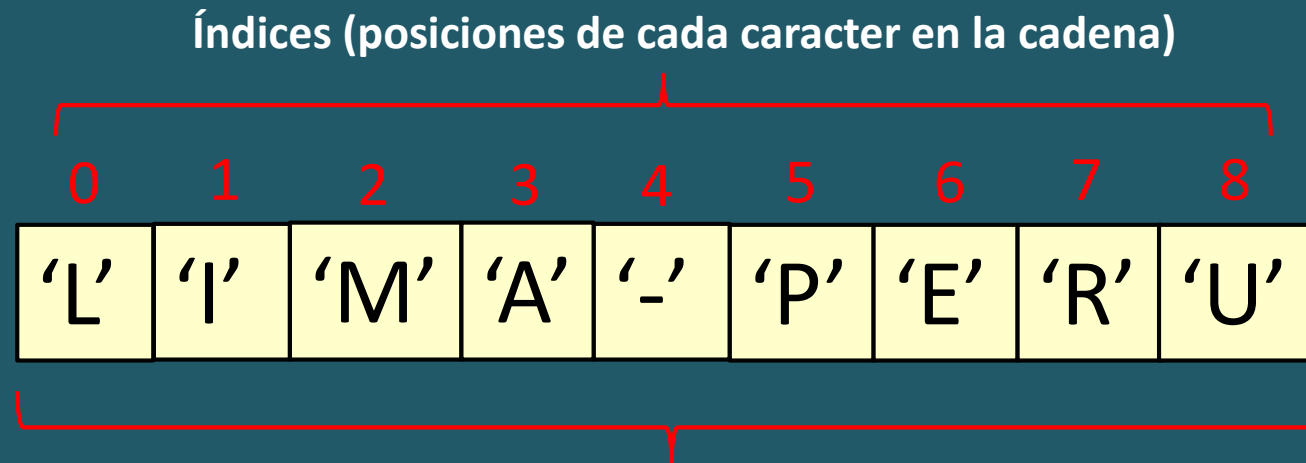 Índices (posiciones de cada caracter en la cadena)
0 1 2 3 4 5 6 7 8
‘L’ ‘I’ ‘M’ ‘A’ ‘-’ ‘P’ ‘E’ ‘R’ ‘U’